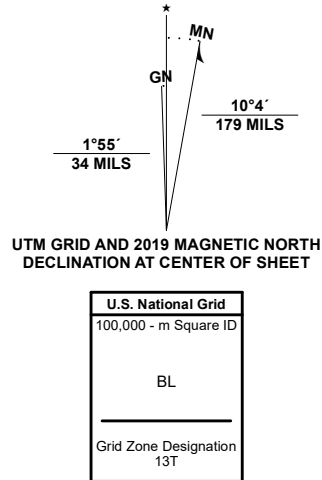 ★
MN
GN
10°4´
179 MILS
1°55´
34 MILS
UTM GRID AND 2019 MAGNETIC NORTH
DECLINATION AT CENTER OF SHEET
U.S. National Grid
100,000 - m Square ID
BL
Grid Zone Designation
13T